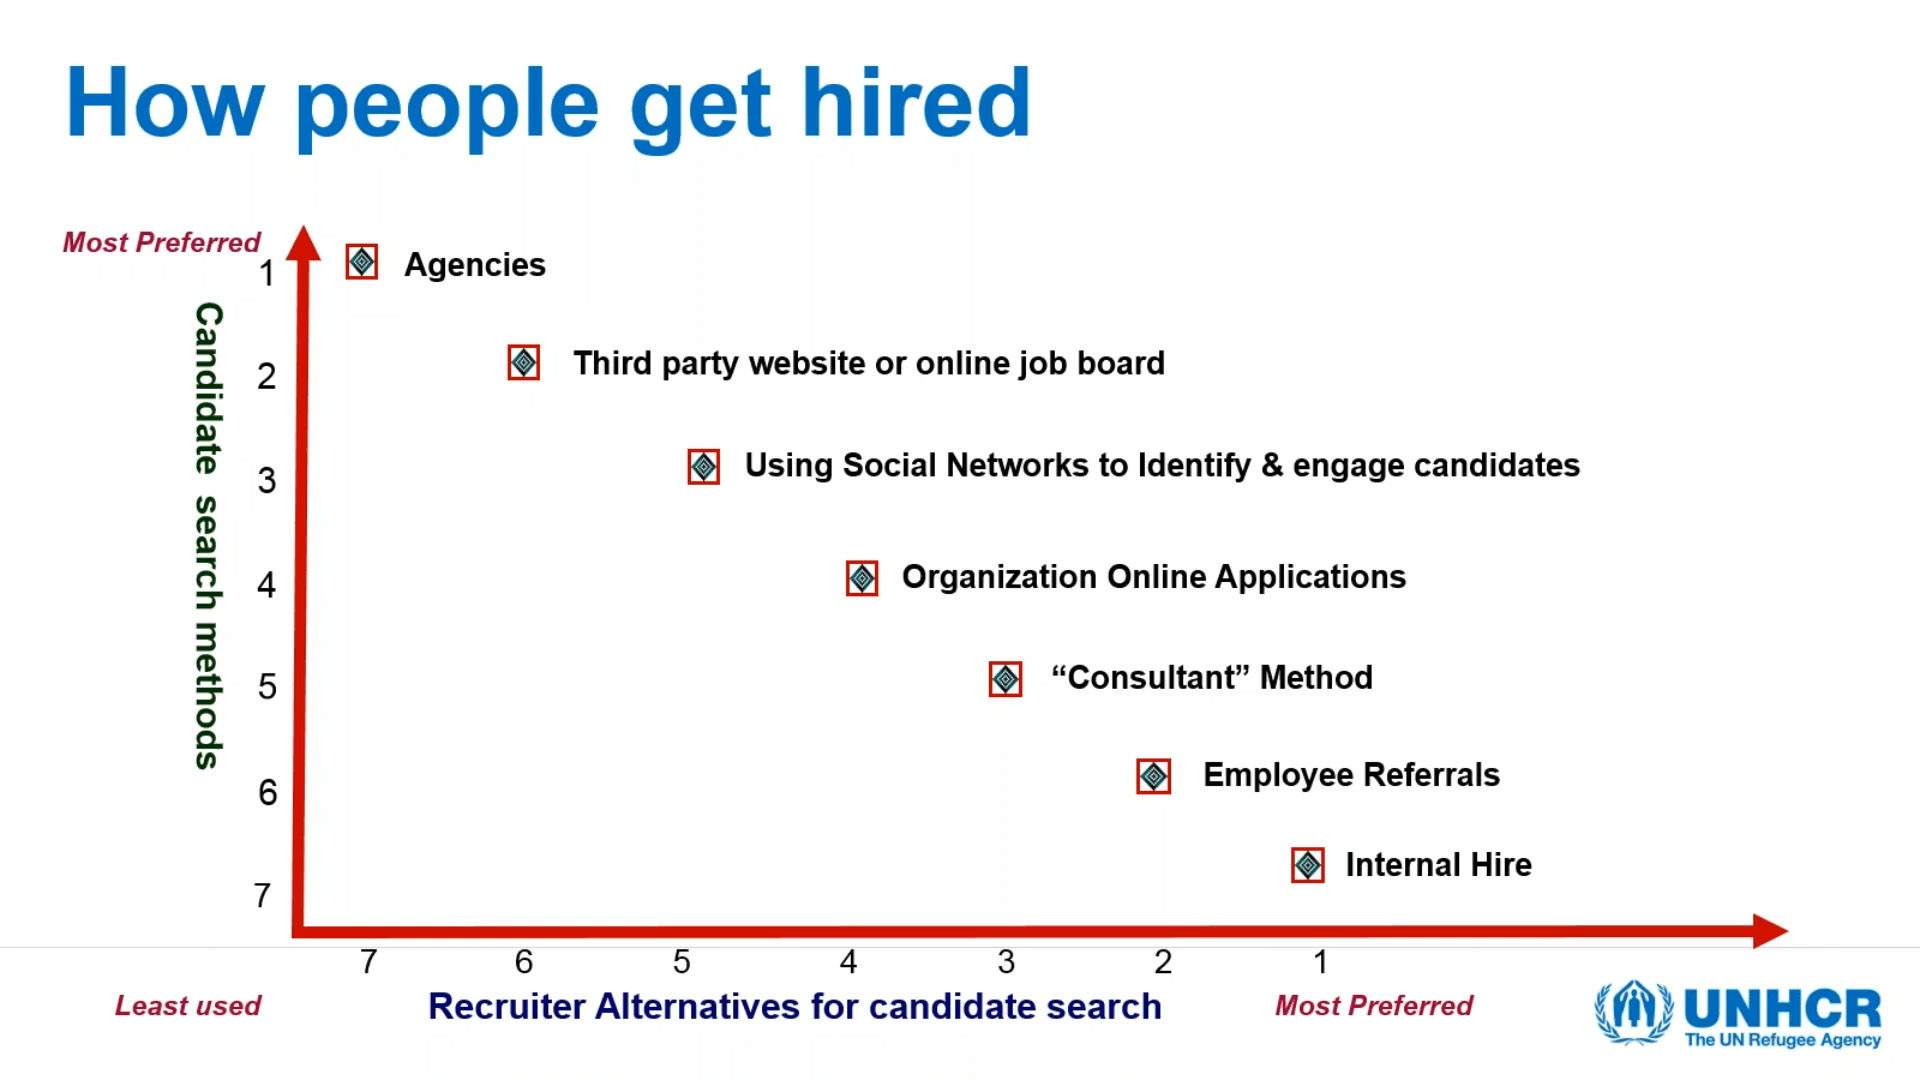 How people get hired
Most Preferred
1
Agencies
Candidate search methods
2
Third party website or online job board
3
Using Social Networks to Identify & engage candidates
4
Organization Online Applications
5
“Consultant” Method
6
Employee Referrals
7
Internal Hire
7 6 5 4 3 2 1
Least used
Recruiter Alternatives for candidate search
Most Preferred
UNHCR
The UN Refugee Agency